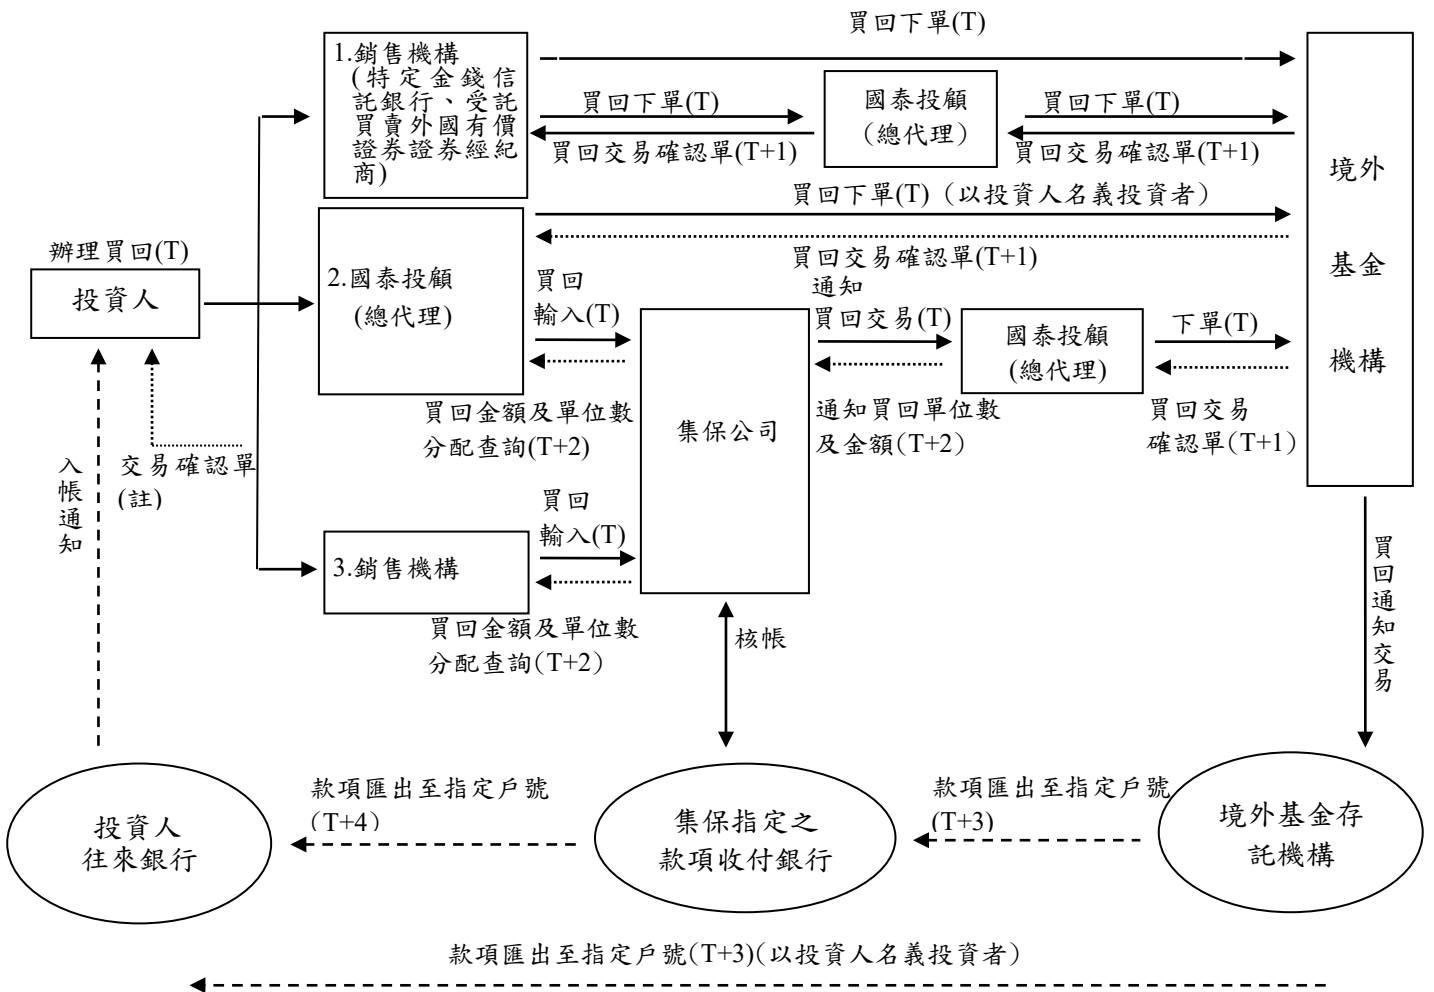 買回下單(T)
1.銷售機構
(特定金錢信
託銀行、受託
買賣外國有價
證券證券經紀
商)
買回下單(T)
買回交易確認單(T+1)
國泰投顧
(總代理)
買回下單(T)
買回交易確認單(T+1)
境外
基金
機構
買回下單(T)(以投資人名義投資者)
買回交易確認單(T+1)
辦理買回(T)
投資人
2.國泰投顧
(總代理)
買回
輸入(T)
通知
買回交易(T)
國泰投顧
(總代理)
下單(T)
買回金額及單位數
分配查詢(T+2)
集保公司
通知買回單位數
及金額(T+2)
買回交易
確認單(T+1)
入帳通知
交易確認單
(註)
買回
輸入(T)
3.銷售機構
買回金額及單位數
分配查詢(T+2)
核帳
買回通知交易
投資人
往來銀行
款項匯出至指定戶號
(T+4)
集保指定之
款項收付銀行
款項匯出至指定戶號
(T+3)
境外基金存
託機構
款項匯出至指定戶號(T+3)(以投資人名義投資者)